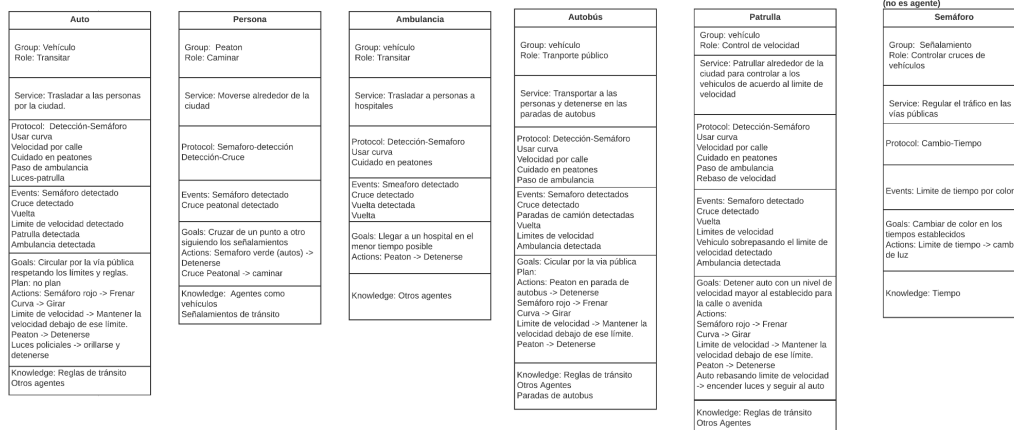 Auto
Group: Vehículo
Role: Transitar
Service: Trasladar a las personas
por la ciudad.
Protocol: Detección-Semáforo
Usar curva
Velocidad por calle
Cuidado en peatones
Paso de ambulancia
Luces-patrulla
Events: Semáforo detectado
Cruce detectado
Vuelta
Limite de velocidad detectado
Patrulla detectada
Ambulancia detectada
Goals: Circular por la vía pública
respetando los límites y reglas.
Plan: no plan
Actions: Semáforo rojo -> Frenar
Curva -> Girar
Limite de velocidad -> Mantener la
velocidad debajo de ese límite.
Peaton -> Detenerse
Luces policiales -> orillarse y
detenerse
Knowledge: Reglas de tránsito
Otros agentes
Persona
Group: Peaton
Role: Caminar
Service: Moverse alrededor de la
ciudad
Protocol: Semaforo-detección
Detección-Cruce
Events: Semáforo detectado
Cruce peatonal detectado
Goals: Cruzar de un punto a otro
siguiendo los señalamientos
Actions: Semaforo verde (autos) ->
Detenerse
Cruce Peatonal -> caminar
Knowledge: Agentes como
vehículos
Señalamientos de tránsito
Ambulancia
Group: vehículo
Role: Transitar
Service: Trasladar a personas a
hospitales
Protocol: Detección-Semaforo
Usar curva
Cuidado en peatones
Events: Smeaforo detectado
Cruce detectado
Vuelta detectada
Vuelta
Goals: Llegar a un hospital en el
menor tiempo posible
Actions: Peaton -> Detenerse
Knowledge: Otros agentes
Autobús
Group: vehículo
Role: Tranporte público
Service: Transportar a las
personas y detenerse en las
paradas de autobus
Protocol: Detección-Semáforo
Usar curva
Velocidad por calle
Cuidado en peatones
Paso de ambulancia
Events: Semaforo detectados
Cruce detectado
Paradas de camión detectadas
Vuelta
Limites de velocidad
Ambulancia detectada
Goals: Cicular por la via pública
Plan:
Actions: Peaton en parada de
autobus -> Detenerse
Semáforo rojo -> Frenar
Curva -> Girar
Limite de velocidad -> Mantener la
velocidad debajo de ese límite.
Peaton -> Detenerse
Knowledge: Reglas de tránsito
Otros Agentes
Paradas de autobus
Patrulla
Group: vehículo
Role: Control de velocidad
Service: Patrullar alrededor de la
ciudad para controlar a los
vehiculos de acuerdo al limite de
velocidad
Protocol: Detección-Semáforo
Usar curva
Velocidad por calle
Cuidado en peatones
Paso de ambulancia
Rebaso de velocidad
Events: Semaforo detectado
Cruce detectado
Vuelta
Limites de velocidad
Vehiculo sobrepasando el limite de
velocidad detectado
Ambulancia detectada
Goals: Detener auto con un nivel de
velocidad mayor al establecido para
la calle o avenida
Actions:
Semáforo rojo -> Frenar
Curva -> Girar
Limite de velocidad -> Mantener la
velocidad debajo de ese límite.
Peaton -> Detenerse
Auto rebasando limite de velocidad
-> encender luces y seguir al auto
Knowledge: Reglas de tránsito
Otros Agentes
(no es agente)
Semáforo
Group: Señalamiento
Role: Controlar cruces de
vehículos
Service: Regular el tráfico en las
vías públicas
Protocol: Cambio-Tiempo
Events: Limite de tiempo por color
Goals: Cambiar de color en los
tiempos establecidos
Actions: Limite de tiempo -> camb
de luz
Knowledge: Tiempo